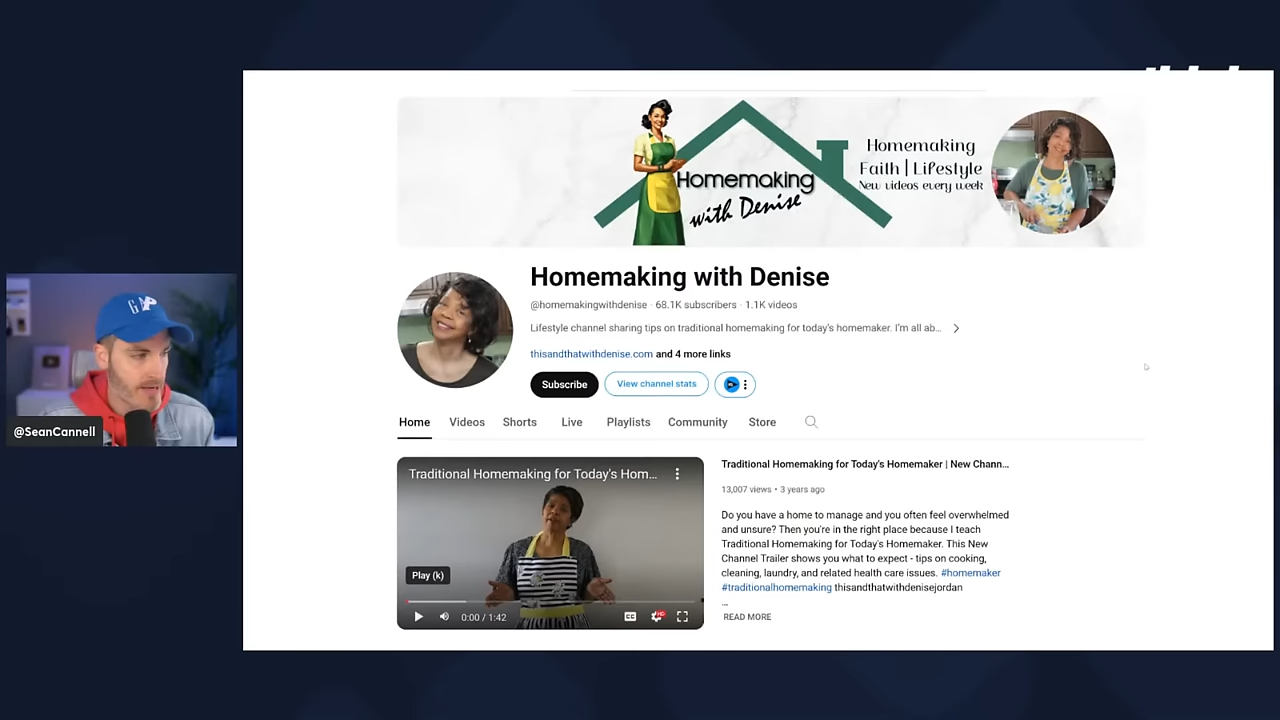 Homemaking
with Denise
Homemaking
Faith | Lifestyle
New videos every week
Homemaking with Denise
@homemakingwithdenise · 68.1K subscribers · 1.1K videos
Lifestyle channel sharing tips on traditional homemaking for today's homemaker. I'm all ab...
thisandthatwithdenise.com and 4 more links
Subscribe
View channel stats
Home Videos Shorts Live Playlists Community Store
Traditional Homemaking for Today's Hom...
Play (k)
0:00 / 1:42
CC
HD
Traditional Homemaking for Today's Homemaker | New Chann...
13,007 views • 3 years ago
Do you have a home to manage and you often feel overwhelmed
and unsure? Then you're in the right place because I teach
Traditional Homemaking for Today's Homemaker. This New
Channel Trailer shows you what to expect - tips on cooking,
cleaning, laundry, and related health care issues. #homemaker
#traditionalhomemaking thisandthatwithdenisejordan
...
READ MORE
@SeanCannell